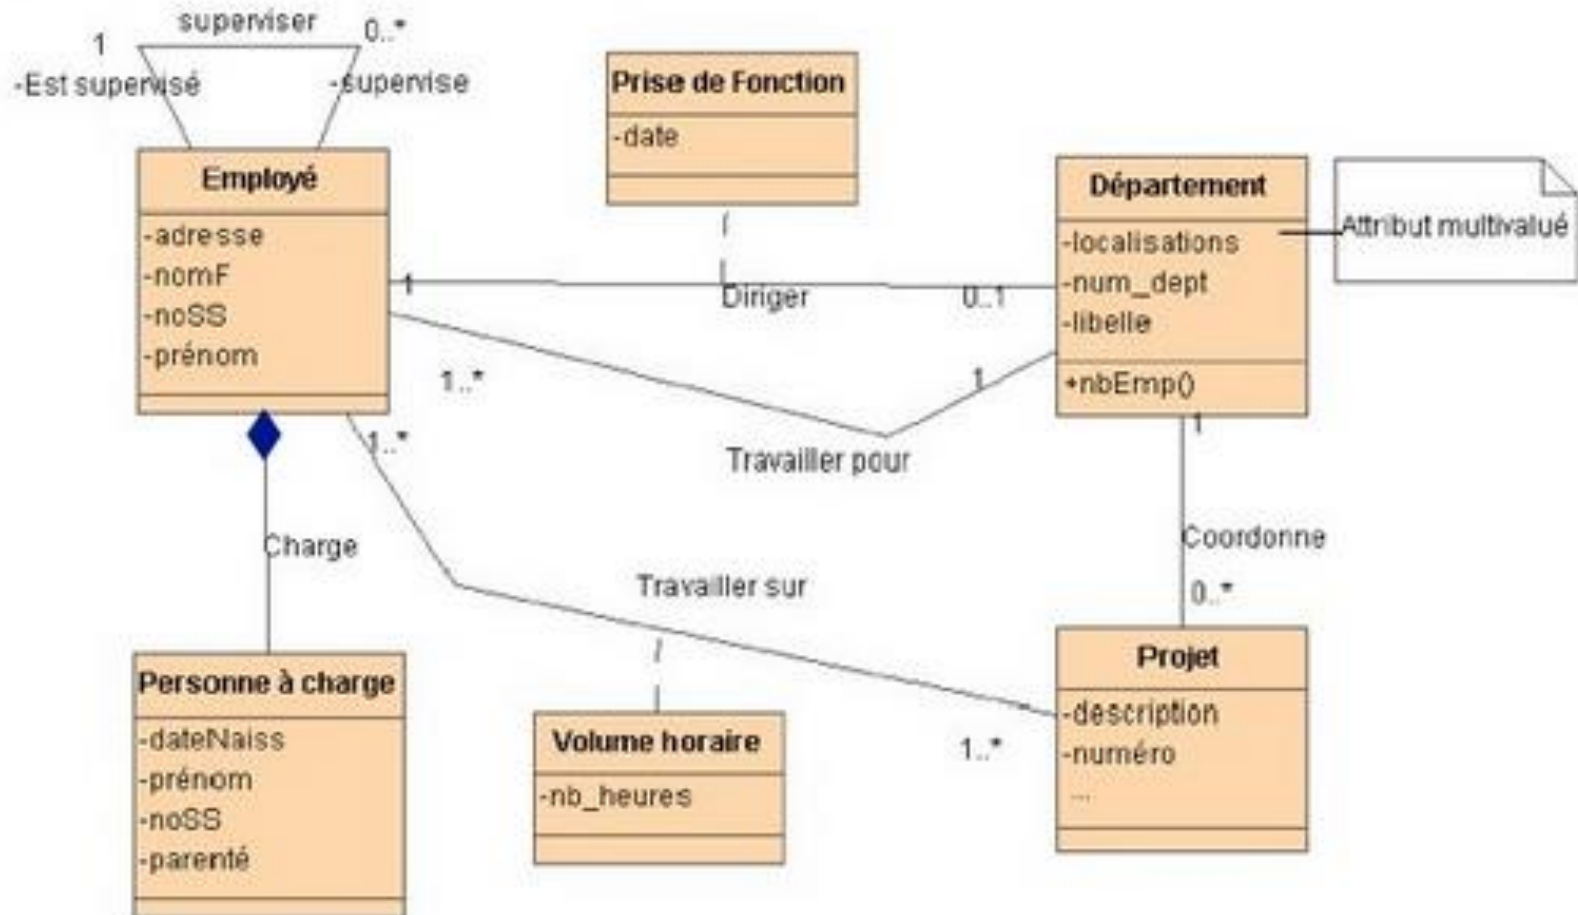 superviser
1
0..*
-Est supervisé
-supervise
Employé
-adresse
-nomF
-noSS
-prénom
Prise de Fonction
-date
Département
-localisations
-num_dept
-libelle
+nbEmp()
Attribut multivalué
1
Diriger
0..1
1..*
1
Travailler pour
1..*
1
Charge
Coordonne
Travailler sur
0..*
Personne à charge
-dateNaiss
-prénom
-noSS
-parenté
Volume horaire
-nb_heures
1..*
Projet
-description
-numéro
...